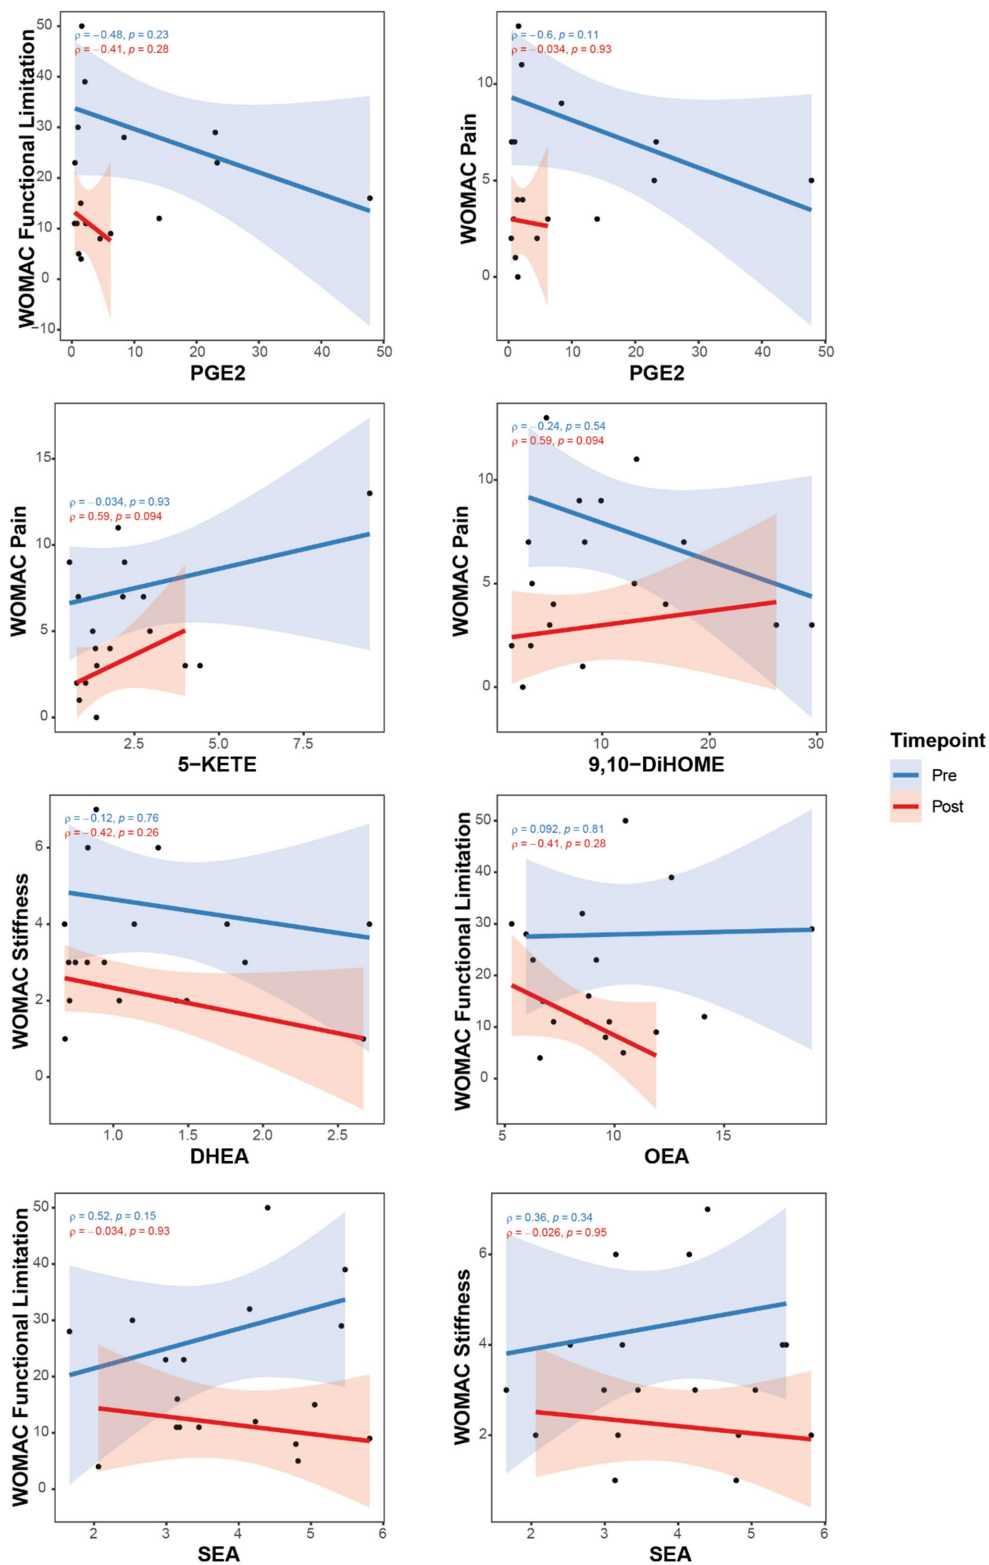 ρ = −0.48, p = 0.23
ρ = −0.41, p = 0.28
WOMAC Functional Limitation
50
40
30
20
10
0
−10
0 10 20 30 40 50
PGE2
ρ = −0.6, p = 0.11
ρ = −0.034, p = 0.93
WOMAC Pain
10
5
0
0 10 20 30 40 50
PGE2
ρ = −0.034, p = 0.93
ρ = 0.59, p = 0.094
WOMAC Pain
15
10
5
0
2.5 5.0 7.5
5−KETE
ρ = −0.24, p = 0.54
ρ = 0.59, p = 0.094
WOMAC Pain
10
5
0
10 20 30
9,10−DiHOME
Timepoint
Pre
Post
ρ = −0.12, p = 0.76
ρ = −0.42, p = 0.26
WOMAC Stiffness
6
4
2
0
1.0 1.5 2.0 2.5
DHEA
ρ = 0.092, p = 0.81
ρ = −0.41, p = 0.28
WOMAC Functional Limitation
50
40
30
20
10
0
5 10 15
OEA
ρ = 0.52, p = 0.15
ρ = −0.034, p = 0.93
WOMAC Functional Limitation
50
40
30
20
10
0
2 3 4 5 6
SEA
ρ = 0.36, p = 0.34
ρ = −0.026, p = 0.95
WOMAC Stiffness
6
4
2
2 3 4 5 6
SEA